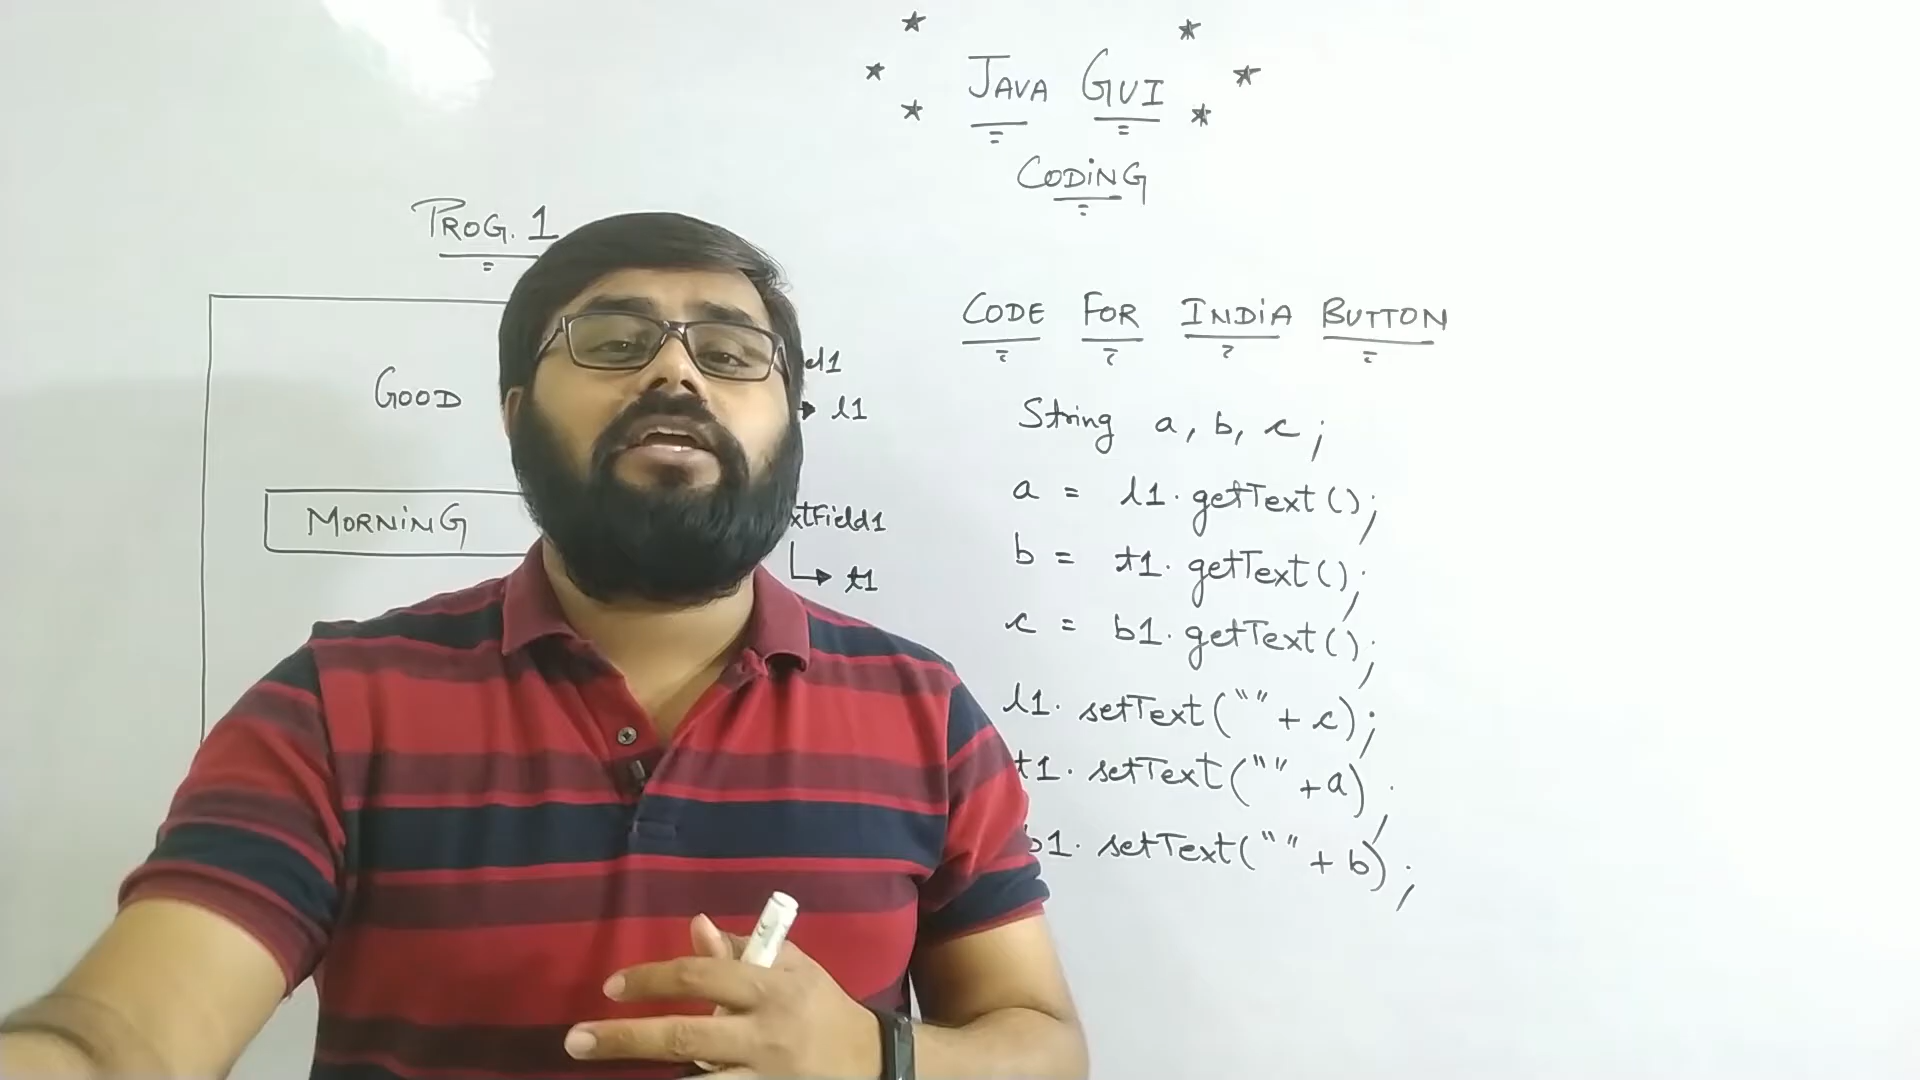 JAVA GUI
CODING
PROG. 1
GOOD
l1
MORNING
t1
CODE FOR INDIA BUTTON
String a, b, c;
a = l1. getText();
b = t1. getText();
c = b1. getText();
l1. setText("" + c);
t1. setText("" + a);
b1. setText("" + b);